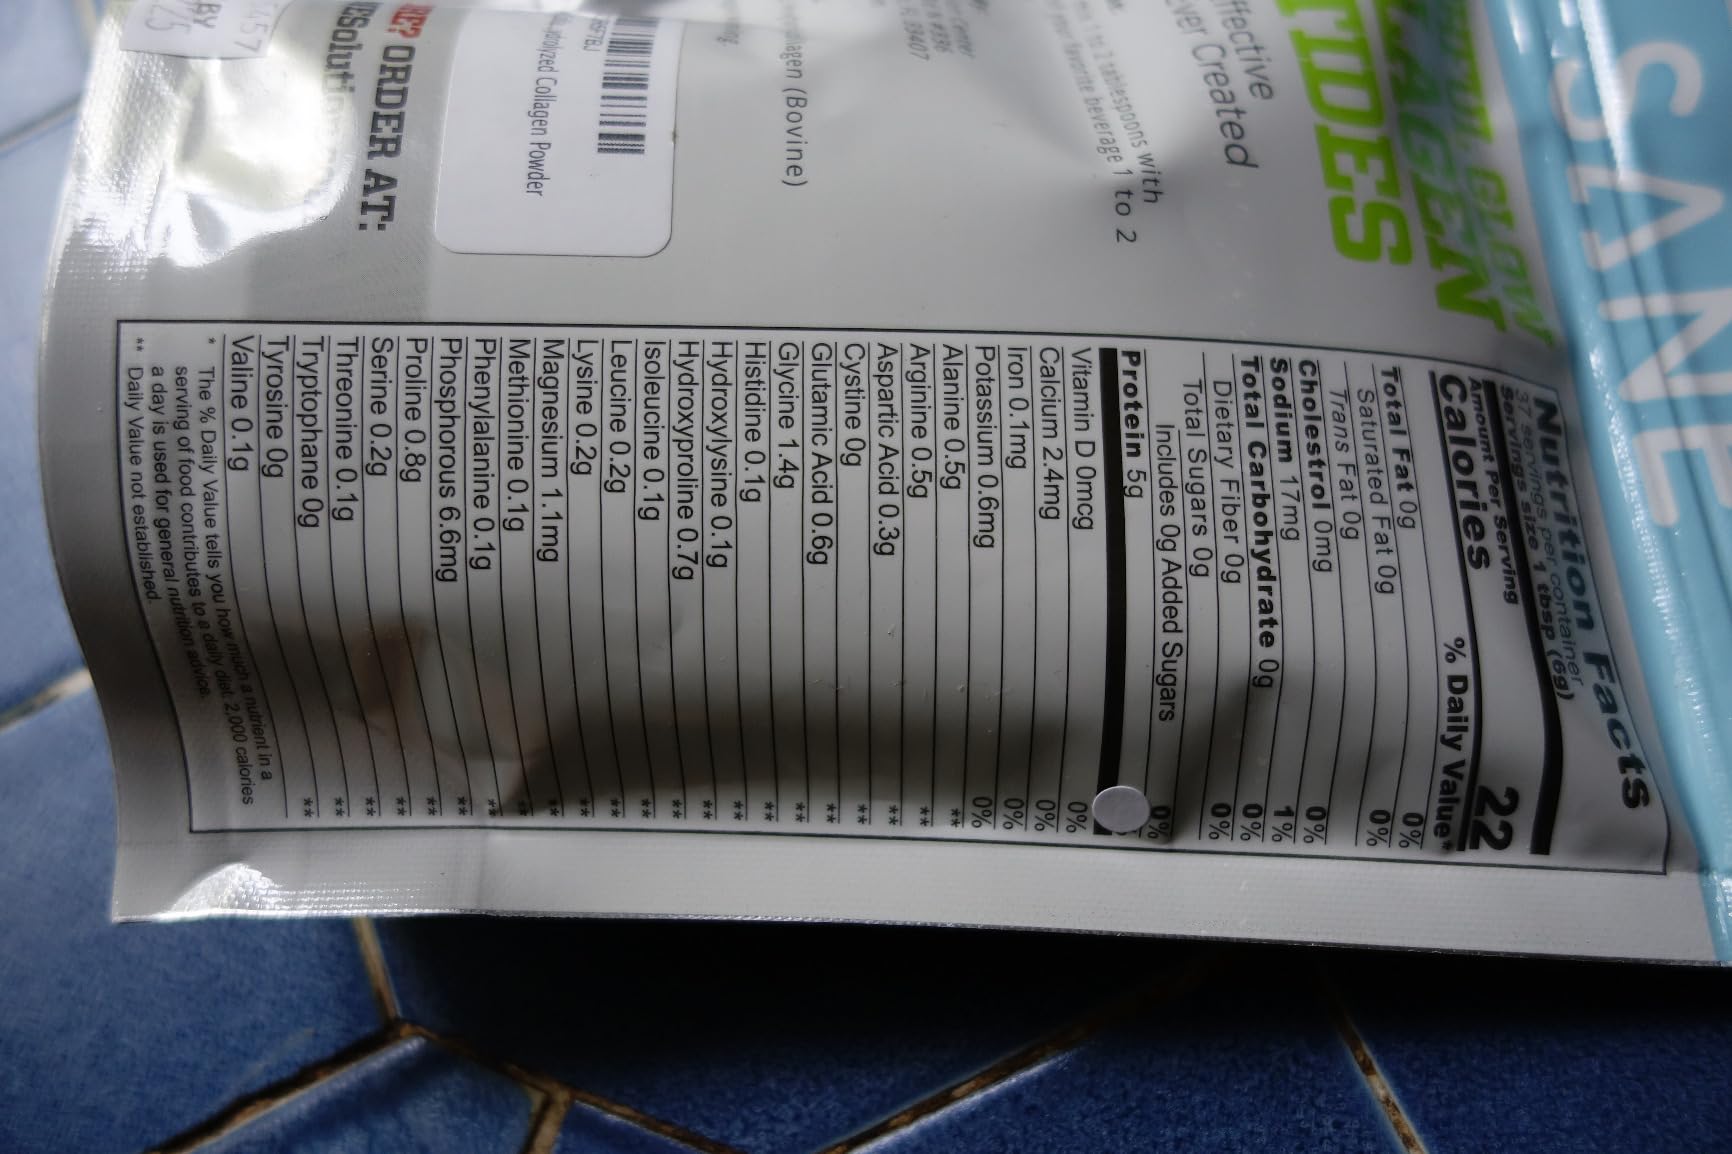 SANE
GLOW
TIDES
ffective
ver Created
1 to 2 tablespoons with
favorite beverage 1 to 2
agen (Bovine)
Collagen Powder
ORDER AT:
BY
Nutrition Facts
37 servings per container
Servings size 1 tbsp (6g)
Amount Per Serving
Calories 22
% Daily Value*
Total Fat 0g 0%
Saturated Fat 0g 0%
Trans Fat 0g
Cholestrol 0mg 0%
Sodium 17mg 1%
Total Carbohydrate 0g 0%
Dietary Fiber 0g 0%
Total Sugars 0g
Includes 0g Added Sugars 0%
Protein 5g
Vitamin D 0mcg 0%
Calcium 2.4mg 0%
Iron 0.1mg 0%
Potassium 0.6mg 0%
Alanine 0.5g **
Arginine 0.5g **
Aspartic Acid 0.3g **
Cystine 0g **
Glutamic Acid 0.6g **
Glycine 1.4g **
Histidine 0.1g **
Hydroxylysine 0.1g **
Hydroxyproline 0.7g **
Isoleucine 0.1g **
Leucine 0.2g **
Lysine 0.2g **
Magnesium 1.1mg **
Methionine 0.1g **
Phenylalanine 0.1g **
Phosphorous 6.6mg **
Proline 0.8g **
Serine 0.2g **
Threonine 0.1g **
Tryptophane 0g **
Tyrosine 0g **
Valine 0.1g
* The % Daily Value tells you how much a nutrient in a
serving of food contributes to a daily diet. 2,000 calories
a day is used for general nutrition advice.
** Daily Value not established.